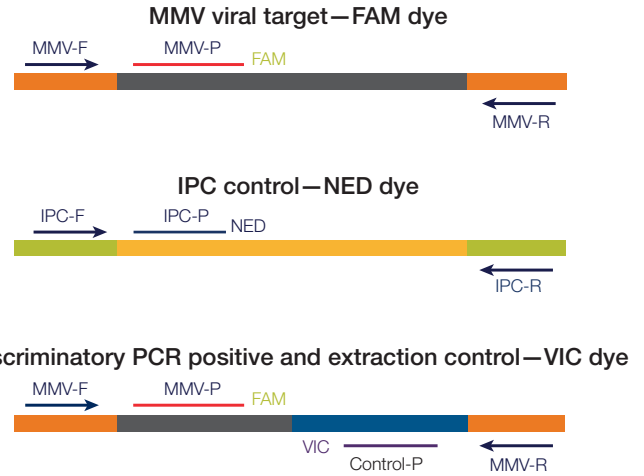 MMV viral target—FAM dye
MMV-F MMV-P FAM
MMV-R
IPC control—NED dye
IPC-F IPC-P NED
IPC-R
scriminatory PCR positive and extraction control—VIC dye
MMV-F MMV-P FAM
VIC Control-P MMV-R